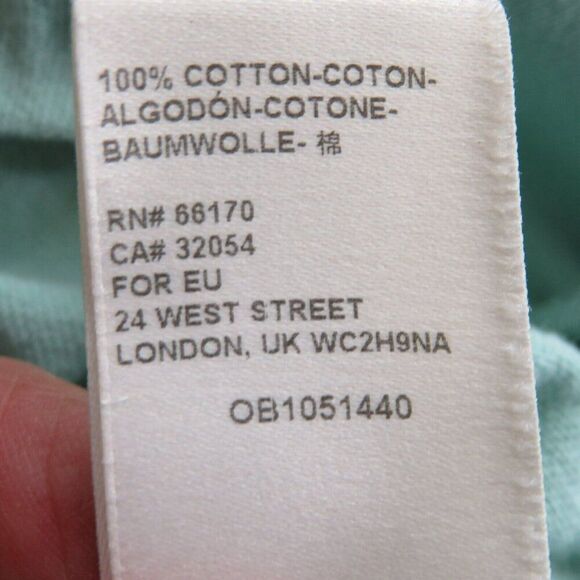 100% COTTON-COTON-
ALGODÓN-COTONE-
BAUMWOLLE- 棉
RN# 66170
CA# 32054
FOR EU
24 WEST STREET
LONDON, UK WC2H9NA
OB1051440